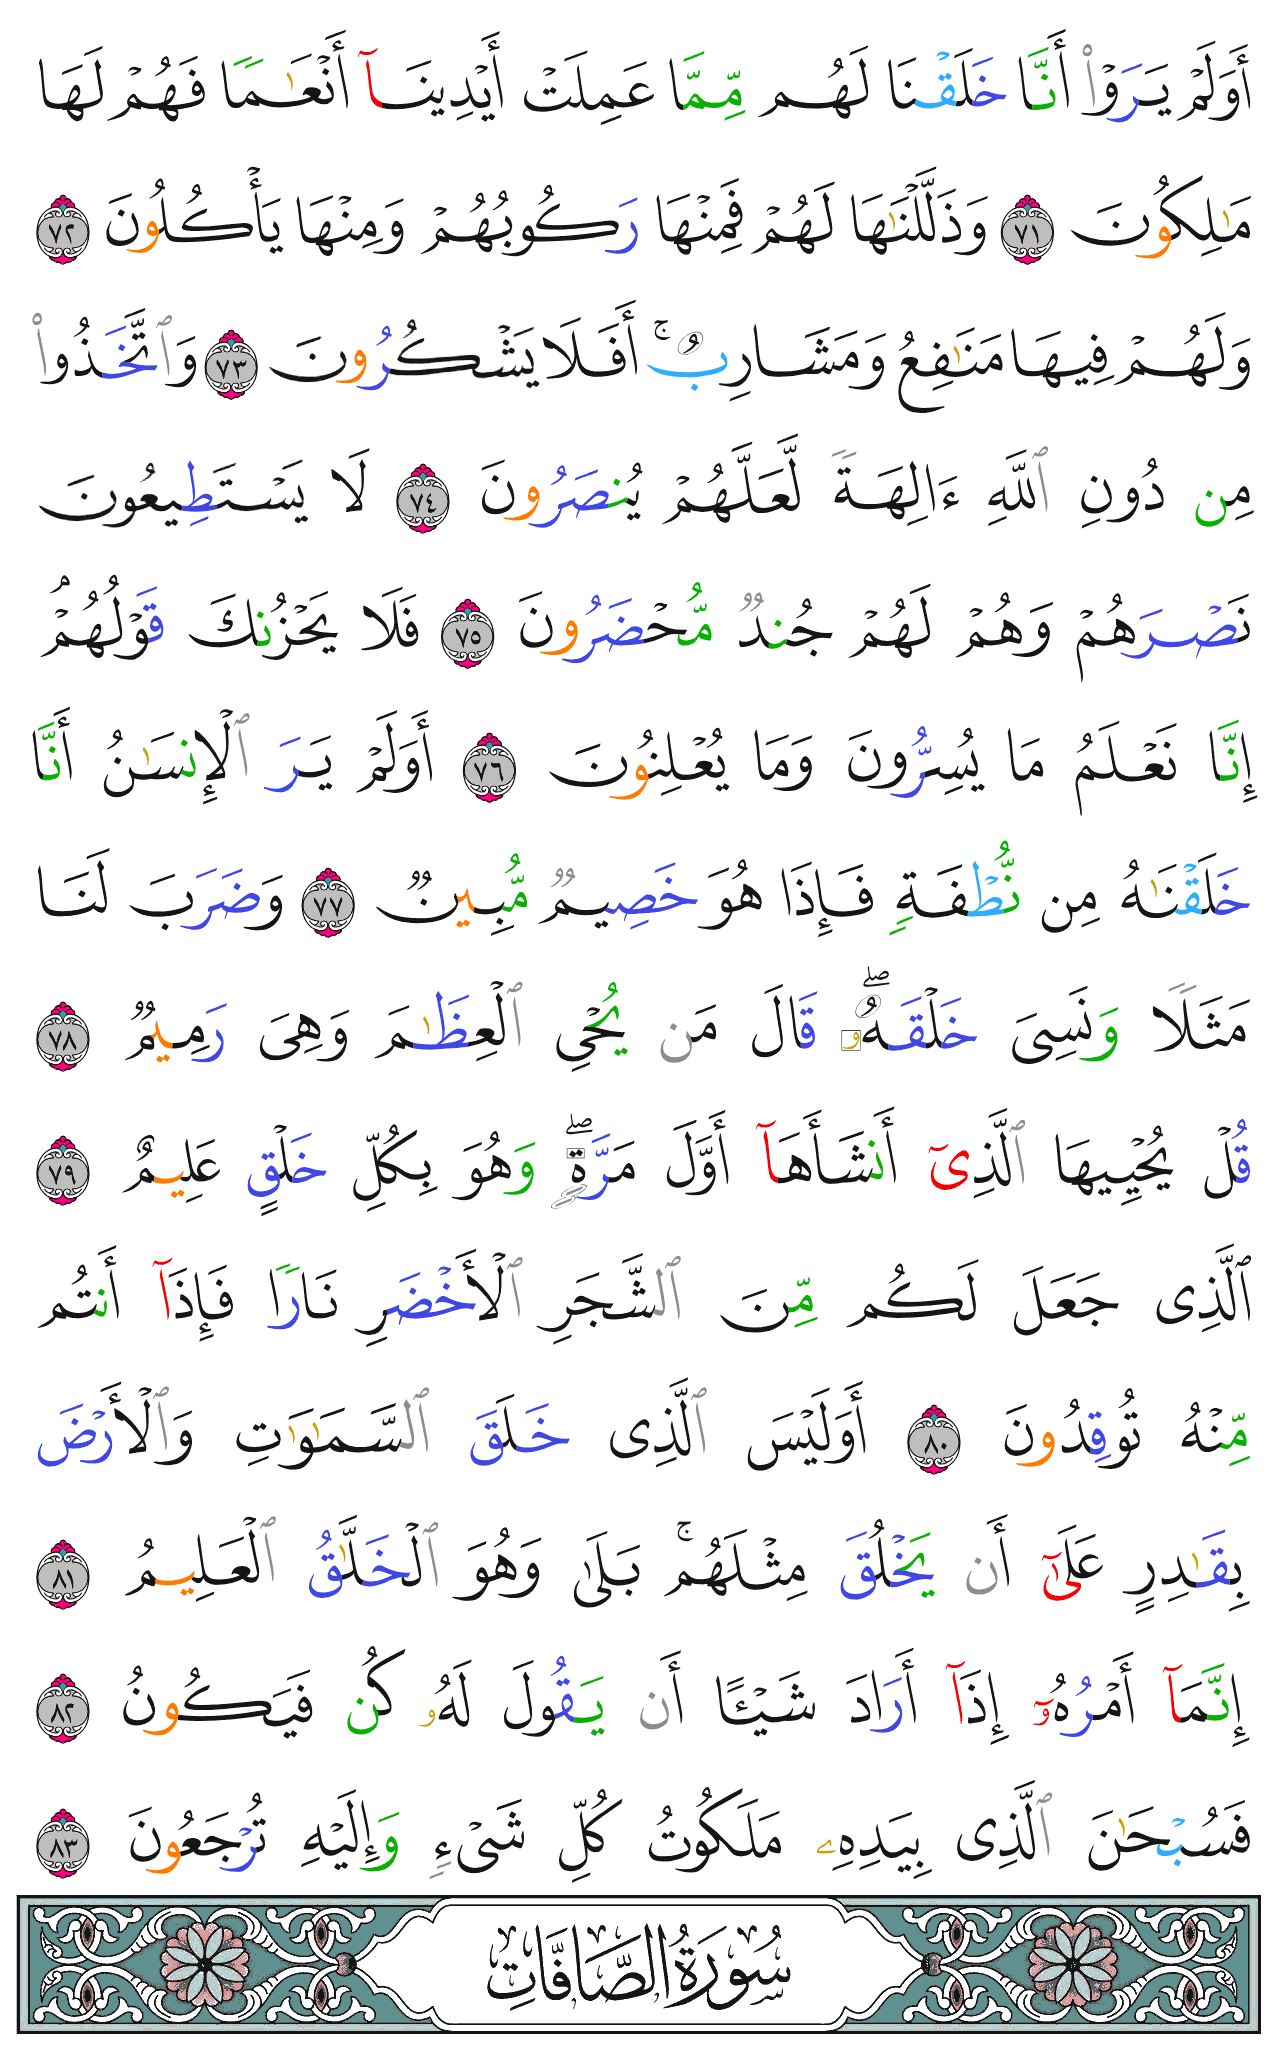 أَوَلَمْ يَرَوْا۟ أَنَّا خَلَقْنَا لَهُم مِّمَّا عَمِلَتْ أَيْدِينَآ أَنْعَـٰمًا فَهُمْ لَهَا
مَـٰلِكُونَ ٧١ وَذَلَّلْنَـٰهَا لَهُمْ فَمِنْهَا رَكُوبُهُمْ وَمِنْهَا يَأْكُلُونَ ٧٢
وَلَهُمْ فِيهَا مَنَـٰفِعُ وَمَشَارِبُ ۚ أَفَلَا يَشْكُرُونَ ٧٣ وَٱتَّخَذُوا۟
مِن دُونِ ٱللَّهِ ءَالِهَةً لَّعَلَّهُمْ يُنصَرُونَ ٧٤ لَا يَسْتَطِيعُونَ
نَصْرَهُمْ وَهُمْ لَهُمْ جُندٌ مُّحْضَرُونَ ٧٥ فَلَا يَحْزُنكَ قَوْلُهُمْ ۘ
إِنَّا نَعْلَمُ مَا يُسِرُّونَ وَمَا يُعْلِنُونَ ٧٦ أَوَلَمْ يَرَ ٱلْإِنسَـٰنُ أَنَّا
خَلَقْنَـٰهُ مِن نُّطْفَةٍ فَإِذَا هُوَ خَصِيمٌ مُّبِينٌ ٧٧ وَضَرَبَ لَنَا
مَثَلًا وَنَسِىَ خَلْقَهُۥ ۖ قَالَ مَن يُحْىِ ٱلْعِظَـٰمَ وَهِىَ رَمِيمٌ ٧٨
قُلْ يُحْيِيهَا ٱلَّذِىٓ أَنشَأَهَآ أَوَّلَ مَرَّةٍ ۖ وَهُوَ بِكُلِّ خَلْقٍ عَلِيمٌ ٧٩
ٱلَّذِى جَعَلَ لَكُم مِّنَ ٱلشَّجَرِ ٱلْأَخْضَرِ نَارًا فَإِذَآ أَنتُم
مِّنْهُ تُوقِدُونَ ٨٠ أَوَلَيْسَ ٱلَّذِى خَلَقَ ٱلسَّمَـٰوَٰتِ وَٱلْأَرْضَ
بِقَـٰدِرٍ عَلَىٰٓ أَن يَخْلُقَ مِثْلَهُم ۚ بَلَىٰ وَهُوَ ٱلْخَلَّـٰقُ ٱلْعَلِيمُ ٨١
إِنَّمَآ أَمْرُهُۥٓ إِذَآ أَرَادَ شَيْـًٔا أَن يَقُولَ لَهُۥ كُن فَيَكُونُ ٨٢
فَسُبْحَـٰنَ ٱلَّذِى بِيَدِهِۦ مَلَكُوتُ كُلِّ شَىْءٍ وَإِلَيْهِ تُرْجَعُونَ ٨٣
سُورَةُ الصَّافَّاتِ